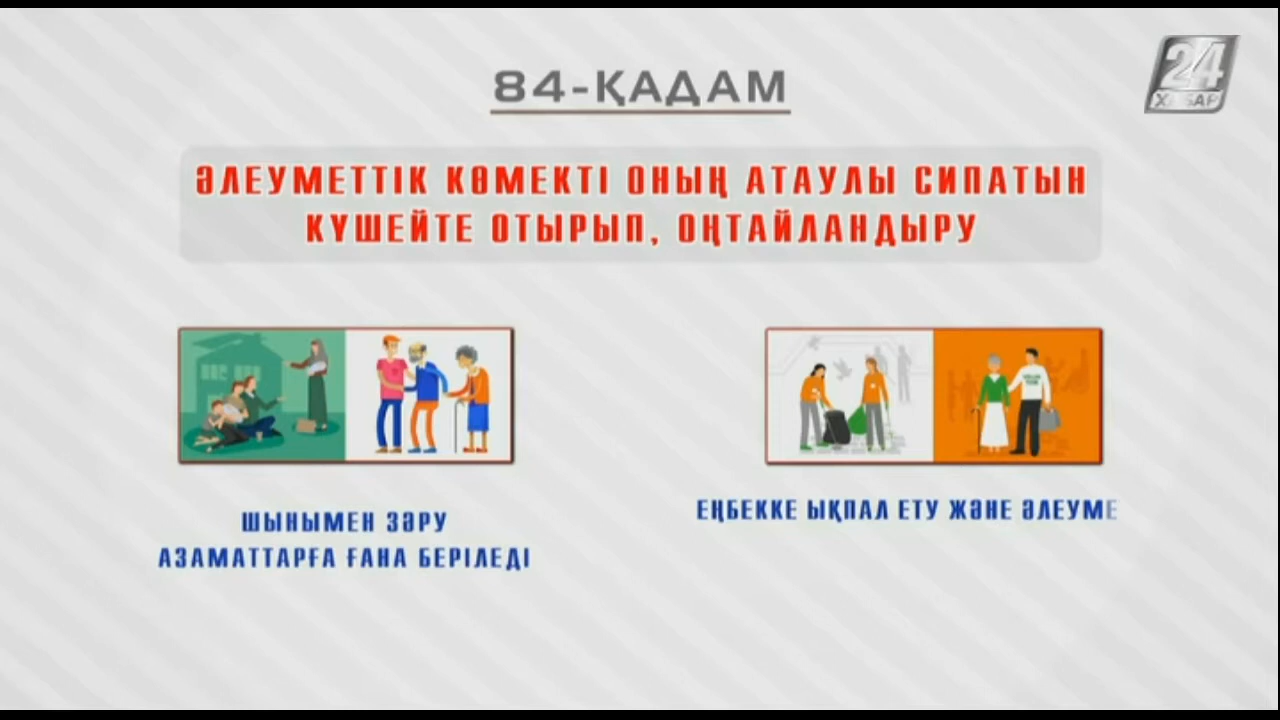 84-ҚАДАМ
24
ХАБАР
ӘЛЕУМЕТТІК КӨМЕКТІ ОНЫҢ АТАУЛЫ СИПАТЫН
КҮШЕЙТЕ ОТЫРЫП, ОҢТАЙЛАНДЫРУ
ШЫНЫМЕН ЗӘРУ
АЗАМАТТАРҒА ҒАНА БЕРІЛЕДІ
ЕҢБЕККЕ ЫҚПАЛ ЕТУ ЖӘНЕ ӘЛЕУМЕ